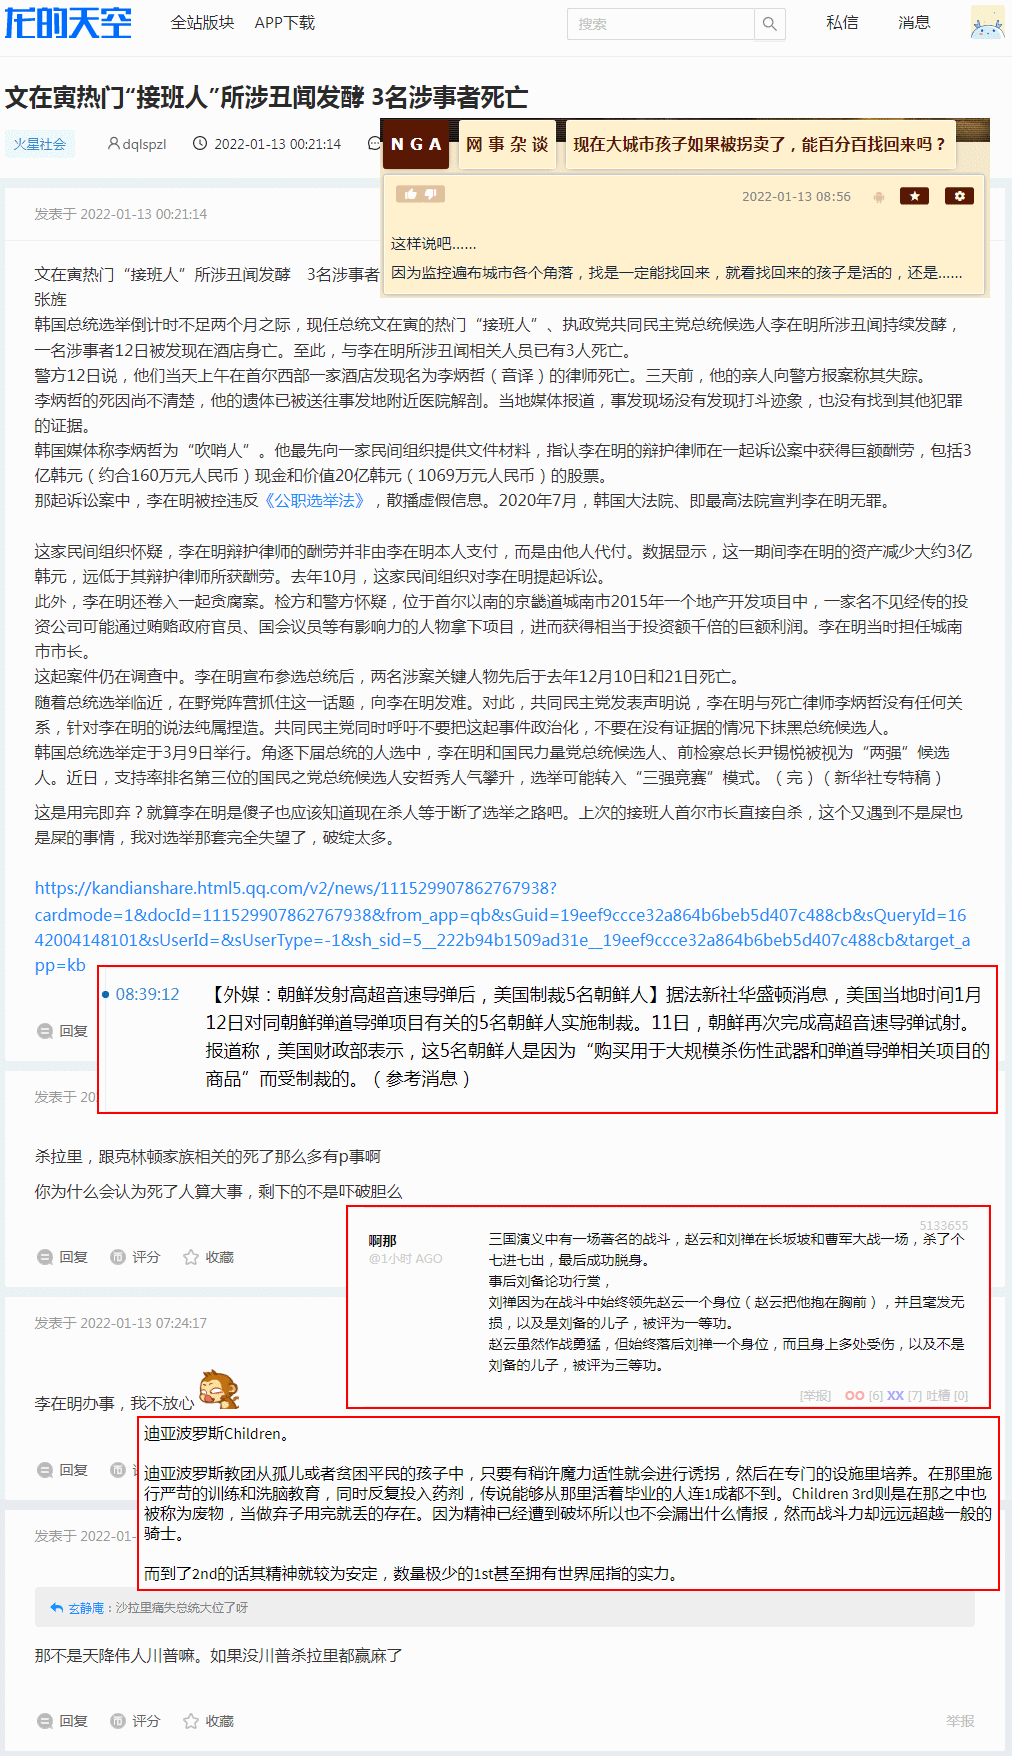 龙的天空
全站版块 APP下载
搜索
私信 消息
文在寅热门“接班人”所涉丑闻发酵 3名涉事者死亡
火星社会 dqlspzl 2022-01-13 00:21:14
NGA 网事杂谈 现在大城市孩子如果被拐卖了，能百分百找回来吗？
2022-01-13 08:56
这样说吧……
因为监控遍布城市各个角落，找是一定能找回来，就看找回来的孩子是活的，还是……
发表于 2022-01-13 00:21:14
文在寅热门“接班人”所涉丑闻发酵 3名涉事者
张旌
韩国总统选举倒计时不足两个月之际，现任总统文在寅的热门“接班人”、执政党共同民主党总统候选人李在明所涉丑闻持续发酵，
一名涉事者12日被发现在酒店身亡。至此，与李在明所涉丑闻相关人员已有3人死亡。
警方12日说，他们当天上午在首尔西部一家酒店发现名为李炳哲（音译）的律师死亡。三天前，他的亲人向警方报案称其失踪。
李炳哲的死因尚不清楚，他的遗体已被送往事发地附近医院解剖。当地媒体报道，事发现场没有发现打斗迹象，也没有找到其他犯罪
的证据。
韩国媒体称李炳哲为“吹哨人”。他最先向一家民间组织提供文件材料，指认李在明的辩护律师在一起诉讼案中获得巨额酬劳，包括3
亿韩元（约合160万元人民币）现金和价值20亿韩元（1069万元人民币）的股票。
那起诉讼案中，李在明被控违反《公职选举法》，散播虚假信息。2020年7月，韩国大法院、即最高法院宣判李在明无罪。
这家民间组织怀疑，李在明辩护律师的酬劳并非由李在明本人支付，而是由他人代付。数据显示，这一期间李在明的资产减少大约3亿
韩元，远低于其辩护律师所获酬劳。去年10月，这家民间组织对李在明提起诉讼。
此外，李在明还卷入一起贪腐案。检方和警方怀疑，位于首尔以南的京畿道城南市2015年一个地产开发项目中，一家名不见经传的投
资公司可能通过贿赂政府官员、国会议员等有影响力的人物拿下项目，进而获得相当于投资额千倍的巨额利润。李在明当时担任城南
市市长。
这起案件仍在调查中。李在明宣布参选总统后，两名涉案关键人物先后于去年12月10日和21日死亡。
随着总统选举临近，在野党阵营抓住这一话题，向李在明发难。对此，共同民主党发表声明说，李在明与死亡律师李炳哲没有任何关
系，针对李在明的说法纯属捏造。共同民主党同时呼吁不要把这起事件政治化，不要在没有证据的情况下抹黑总统候选人。
韩国总统选举定于3月9日举行。角逐下届总统的人选中，李在明和国民力量党总统候选人、前检察总长尹锡悦被视为“两强”候选
人。近日，支持率排名第三位的国民之党总统候选人安哲秀人气攀升，选举可能转入“三强竞赛”模式。（完）（新华社专特稿）
这是用完即弃？就算李在明是傻子也应该知道现在杀人等于断了选举之路吧。上次的接班人首尔市长直接自杀，这个又遇到不是屎也
是屎的事情，我对选举那套完全失望了，破绽太多。
https://kandianshare.html5.qq.com/v2/news/111529907862767938?
cardmode=1&docId=111529907862767938&from_app=qb&sGuid=19eef9ccce32a864b6beb5d407c488cb&sQueryId=16
42004148101&sUserId=&sUserType=-1&sh_sid=5__222b94b1509ad31e__19eef9ccce32a864b6beb5d407c488cb&target_a
pp=kb
08:39:12 【外媒：朝鲜发射高超音速导弹后，美国制裁5名朝鲜人】据法新社华盛顿消息，美国当地时间1月
12日对同朝鲜弹道导弹项目有关的5名朝鲜人实施制裁。11日，朝鲜再次完成高超音速导弹试射。
报道称，美国财政部表示，这5名朝鲜人是因为“购买用于大规模杀伤性武器和弹道导弹相关项目的
商品”而受制裁的。（参考消息）
回复
发表于 20
杀拉里，跟克林顿家族相关的死了那么多有p事啊
你为什么会认为死了人算大事，剩下的不是吓破胆么
回复 评分 收藏
5133655
啊那
@1小时 AGO
三国演义中有一场著名的战斗，赵云和刘禅在长坂坡和曹军大战一场，杀了个
七进七出，最后成功脱身。
事后刘备论功行赏，
刘禅因为在战斗中始终领先赵云一个身位（赵云把他抱在胸前），并且毫发无
损，以及是刘备的儿子，被评为一等功。
赵云虽然作战勇猛，但始终落后刘禅一个身位，而且身上多处受伤，以及不是
刘备的儿子，被评为三等功。
[举报] OO [6] XX [7] 吐槽 [0]
发表于 2022-01-13 07:24:17
李在明办事，我不放心
回复
迪亚波罗斯Children。
迪亚波罗斯教团从孤儿或者贫困平民的孩子中，只要有稍许魔力适性就会进行诱拐，然后在专门的设施里培养。在那里施
行严苛的训练和洗脑教育，同时反复投入药剂，传说能够从那里活着毕业的人连1成都不到。Children 3rd则是在那之中也
被称为废物，当做弃子用完就丢的存在。因为精神已经遭到破坏所以也不会漏出什么情报，然而战斗力却远远超越一般的
骑士。
而到了2nd的话其精神就较为安定，数量极少的1st甚至拥有世界屈指的实力。
发表于 2022-01-
玄静庵：沙拉里痛失总统大位了呀
那不是天降伟人川普嘛。如果没川普杀拉里都赢麻了
回复 评分 收藏 举报